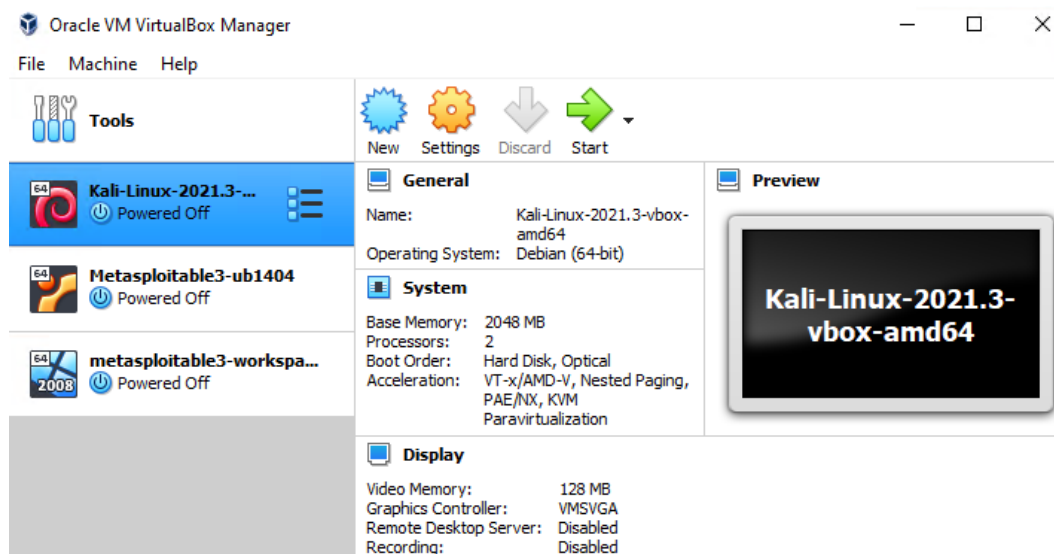 Oracle VM VirtualBox Manager
File Machine Help
Tools
New Settings Discard Start
64
Kali-Linux-2021.3-...
Powered Off
64
Metasploitable3-ub1404
Powered Off
64
2008
metasploitable3-workspa...
Powered Off
General
Name: Kali-Linux-2021.3-vbox-
amd64
Operating System: Debian (64-bit)
System
Base Memory: 2048 MB
Processors: 2
Boot Order: Hard Disk, Optical
Acceleration: VT-x/AMD-V, Nested Paging,
PAE/NX, KVM
Paravirtualization
Preview
Kali-Linux-2021.3-
vbox-amd64
Display
Video Memory: 128 MB
Graphics Controller: VMSVGA
Remote Desktop Server: Disabled
Recording: Disabled